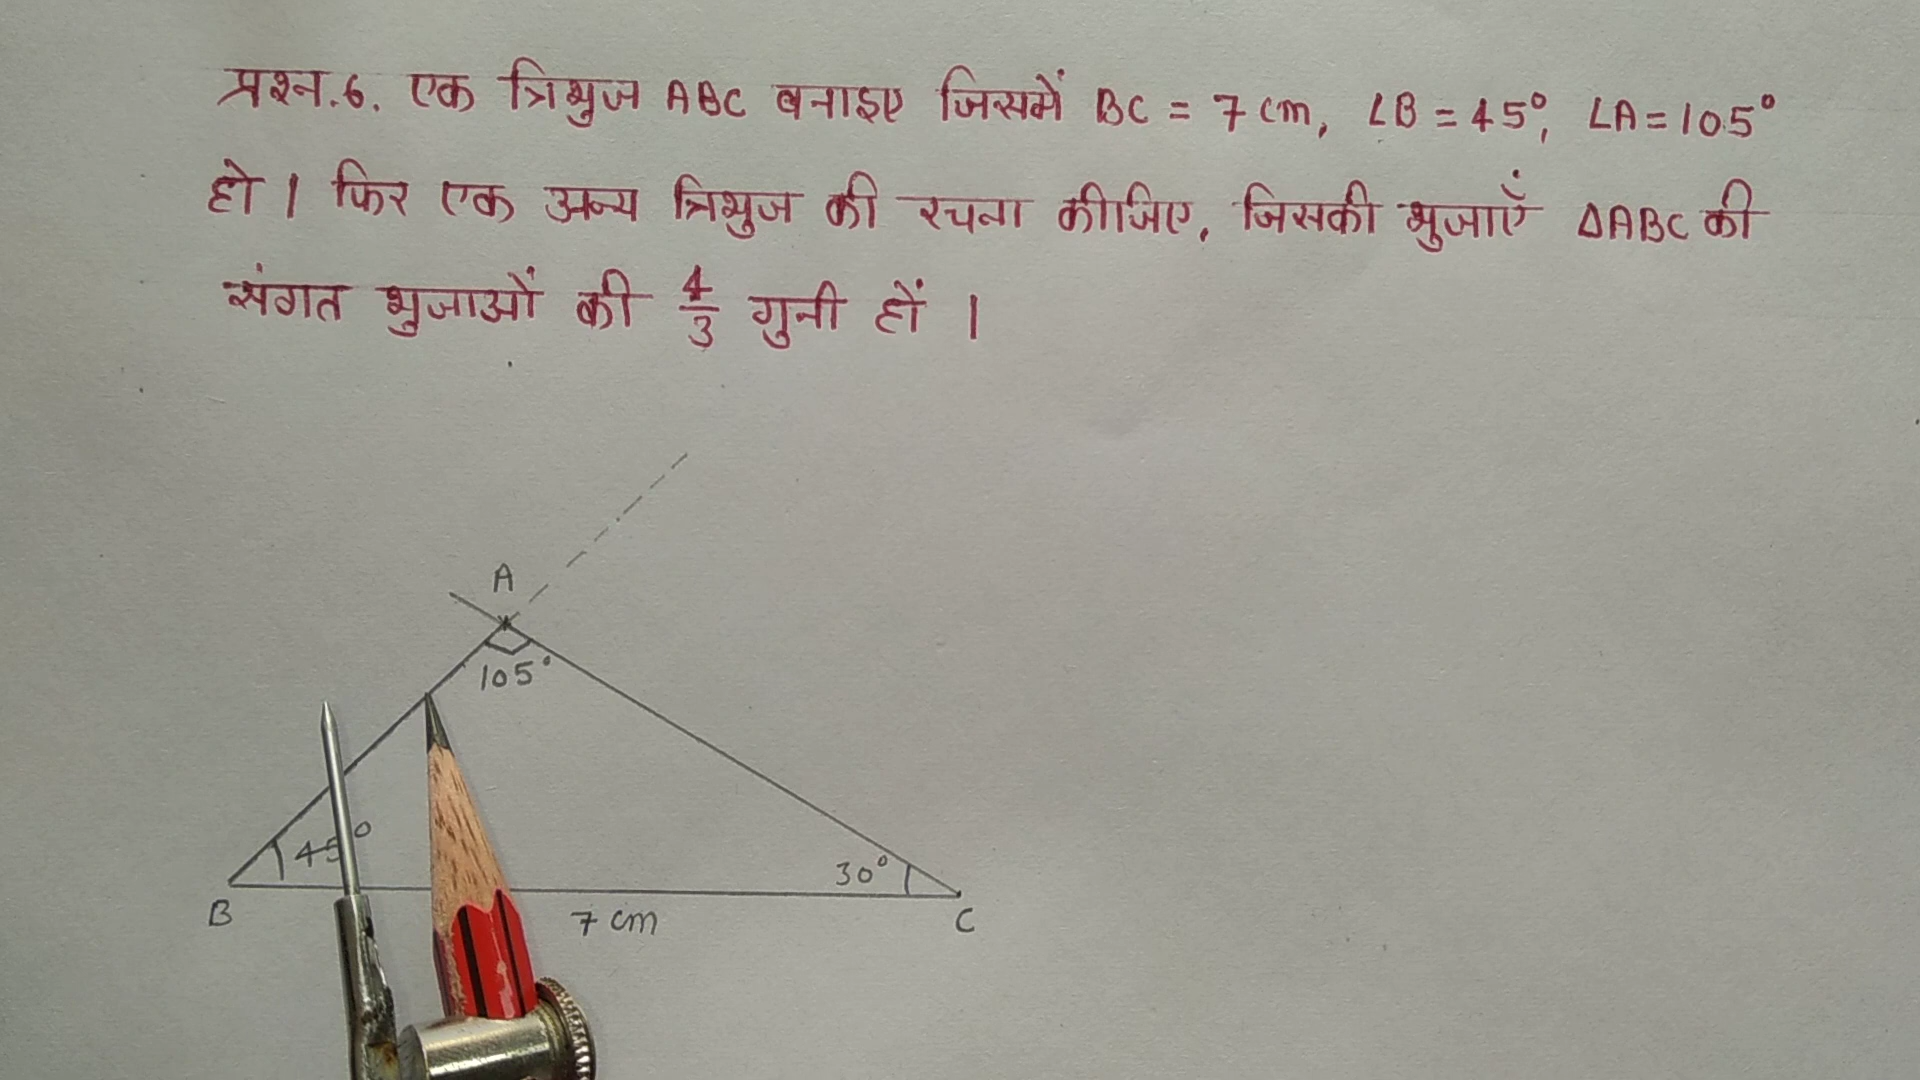 प्रश्न.6. एक त्रिभुज ABC बनाइए जिसमें BC = 7 cm, ∠B = 45°, ∠A = 105°
हो । फिर एक अन्य त्रिभुज की रचना कीजिए, जिसकी भुजाएँ ΔABC की
संगत भुजाओं की 4/3 गुनी हों ।
A
105°
45°
30°
B
7 cm
C